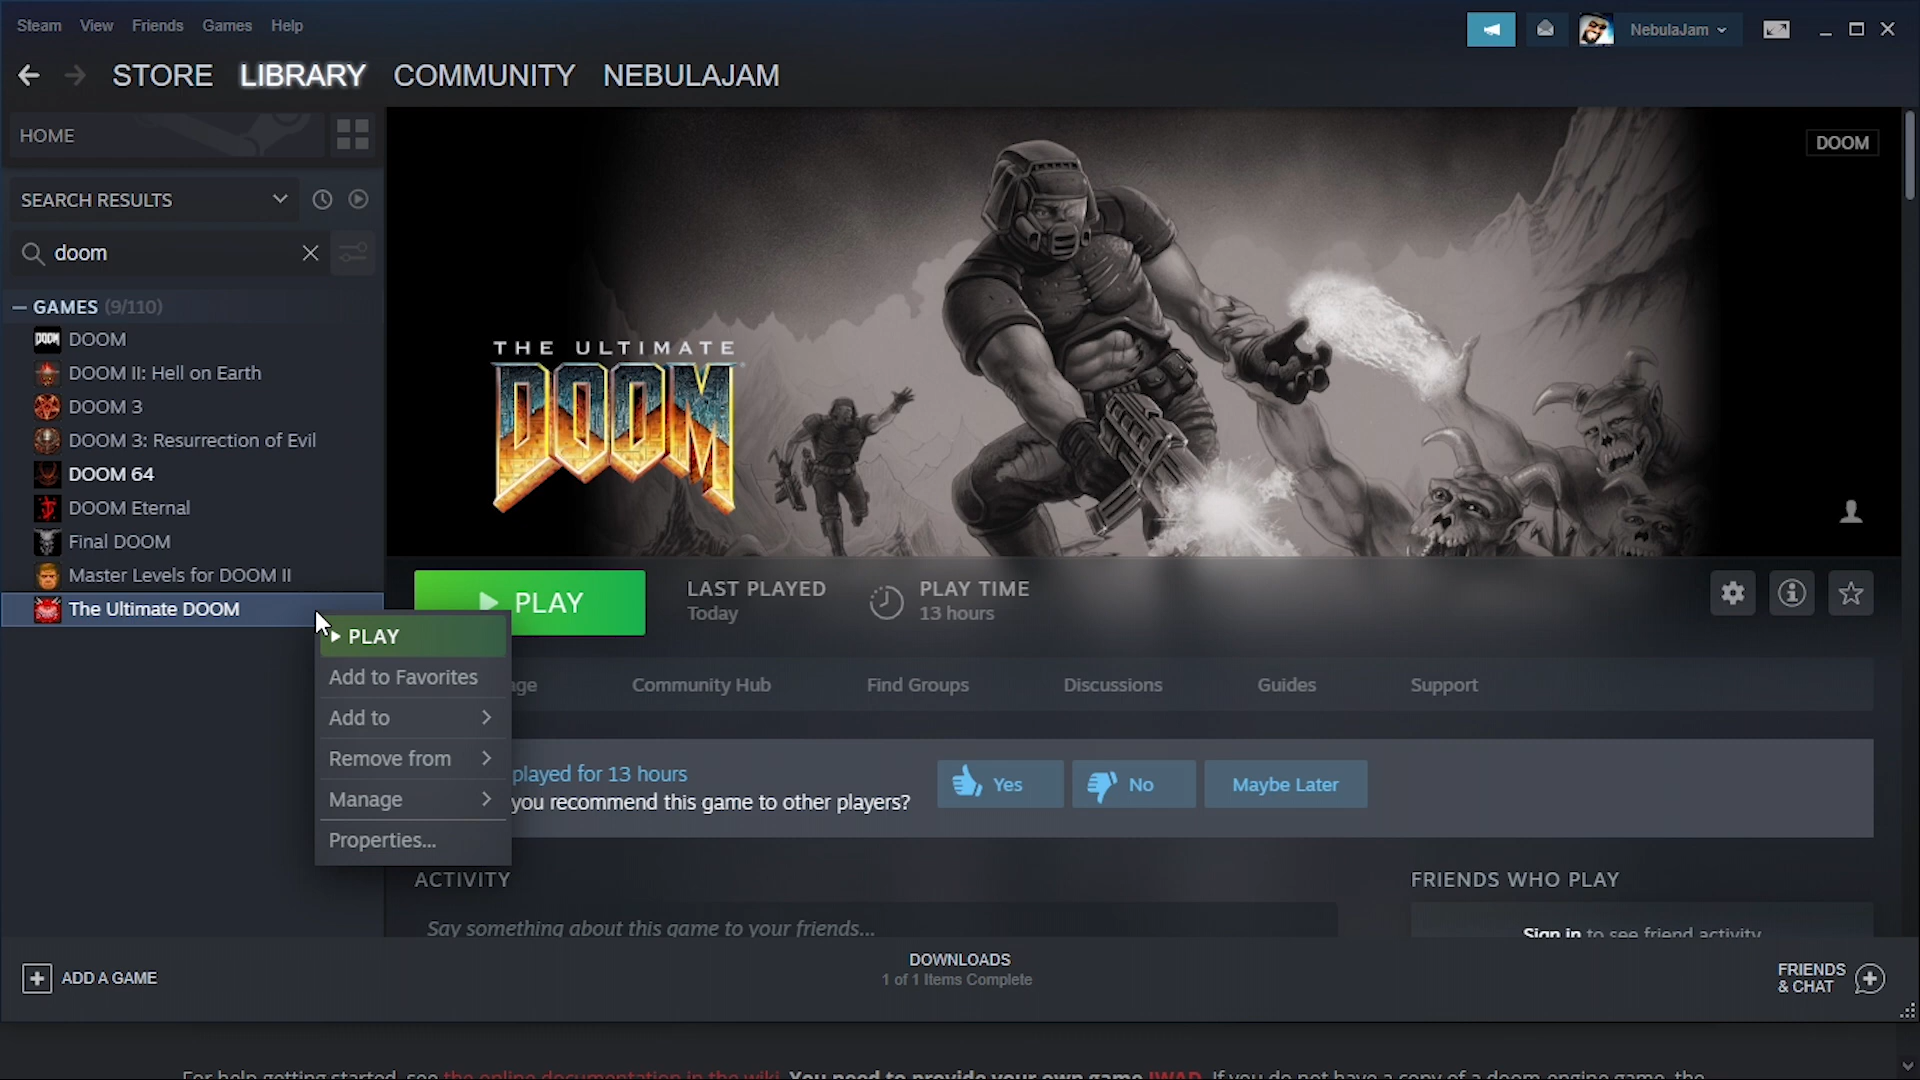 Steam View Friends Games Help
NebulaJam
STORE LIBRARY COMMUNITY NEBULAJAM
HOME
SEARCH RESULTS
doom
GAMES (9/110)
DOOM
DOOM II: Hell on Earth
DOOM 3
DOOM 3: Resurrection of Evil
DOOM 64
DOOM Eternal
Final DOOM
Master Levels for DOOM II
The Ultimate DOOM
PLAY
Add to Favorites
Add to
Remove from
Manage
Properties...
DOOM
THE ULTIMATE
DOOM
PLAY
LAST PLAYED
Today
PLAY TIME
13 hours
Community Hub Find Groups Discussions Guides Support
played for 13 hours
you recommend this game to other players?
Yes No Maybe Later
ACTIVITY
Say something about this game to your friends...
FRIENDS WHO PLAY
Sign in to see friend activity
ADD A GAME
DOWNLOADS
1 of 1 Items Complete
FRIENDS
& CHAT
For help getting started, see the online documentation in the wiki. You need to provide your own game IWAD. If you do not have a copy of a doom engine game, the